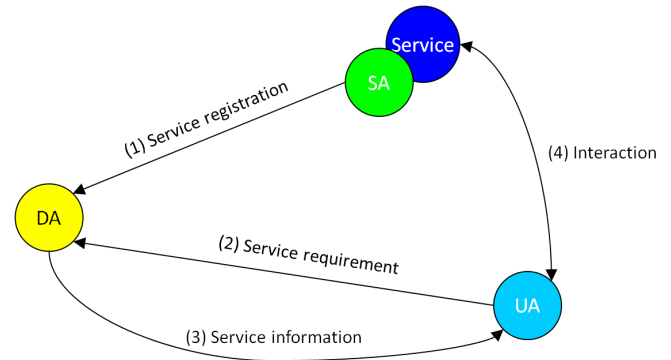 Service
SA
(1) Service registration
(4) Interaction
DA
(2) Service requirement
UA
(3) Service information